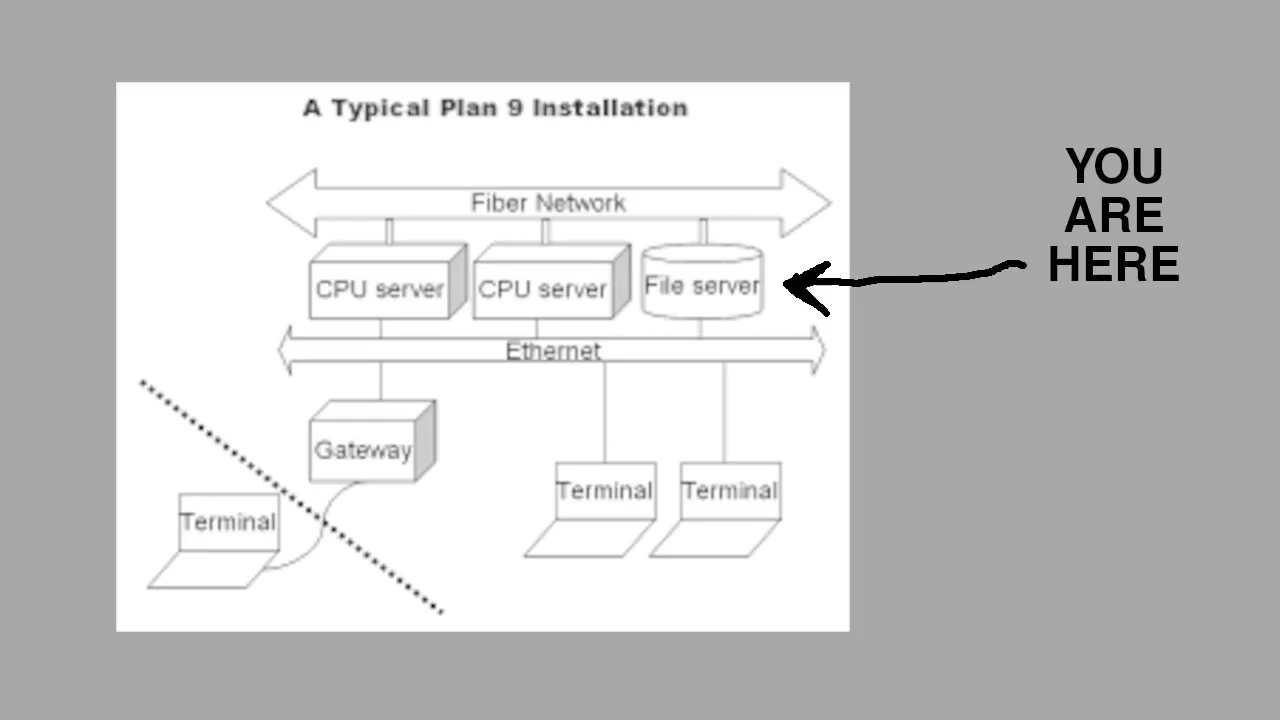 A Typical Plan 9 Installation
YOU
ARE
HERE
Fiber Network
CPU server
CPU server
File server
Ethernet
Gateway
Terminal
Terminal
Terminal